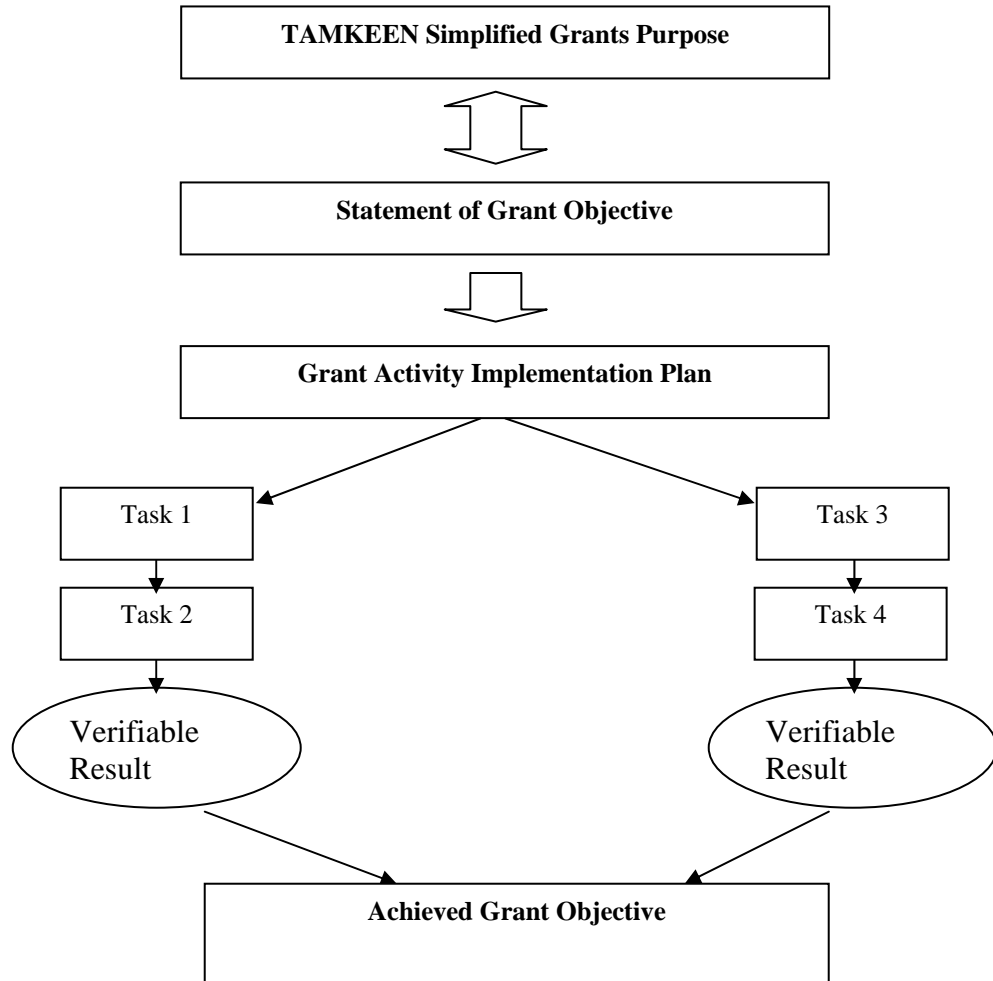 TAMKEEN Simplified Grants Purpose
Statement of Grant Objective
Grant Activity Implementation Plan
Task 1
Task 3
Task 2
Task 4
Verifiable
Result
Verifiable
Result
Achieved Grant Objective